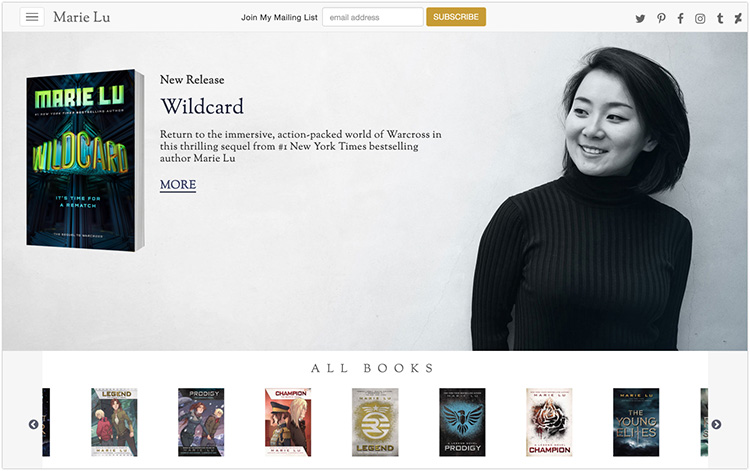 Marie Lu
Join My Mailing List
email address
SUBSCRIBE
MARIE LU
#1 NEW YORK TIMES BESTSELLING AUTHOR
WILDCARD
IT'S TIME FOR
A REMATCH
THE SEQUEL TO WARCROSS
New Release
Wildcard
Return to the immersive, action-packed world of Warcross in
this thrilling sequel from #1 New York Times bestselling
author Marie Lu
MORE
ALL BOOKS
LEGEND
PRODIGY
CHAMPION
MARIE LU
LEGEND
MARIE LU
PRODIGY
MARIE LU
CHAMPION
MARIE LU
THE
YOUNG
ELITES